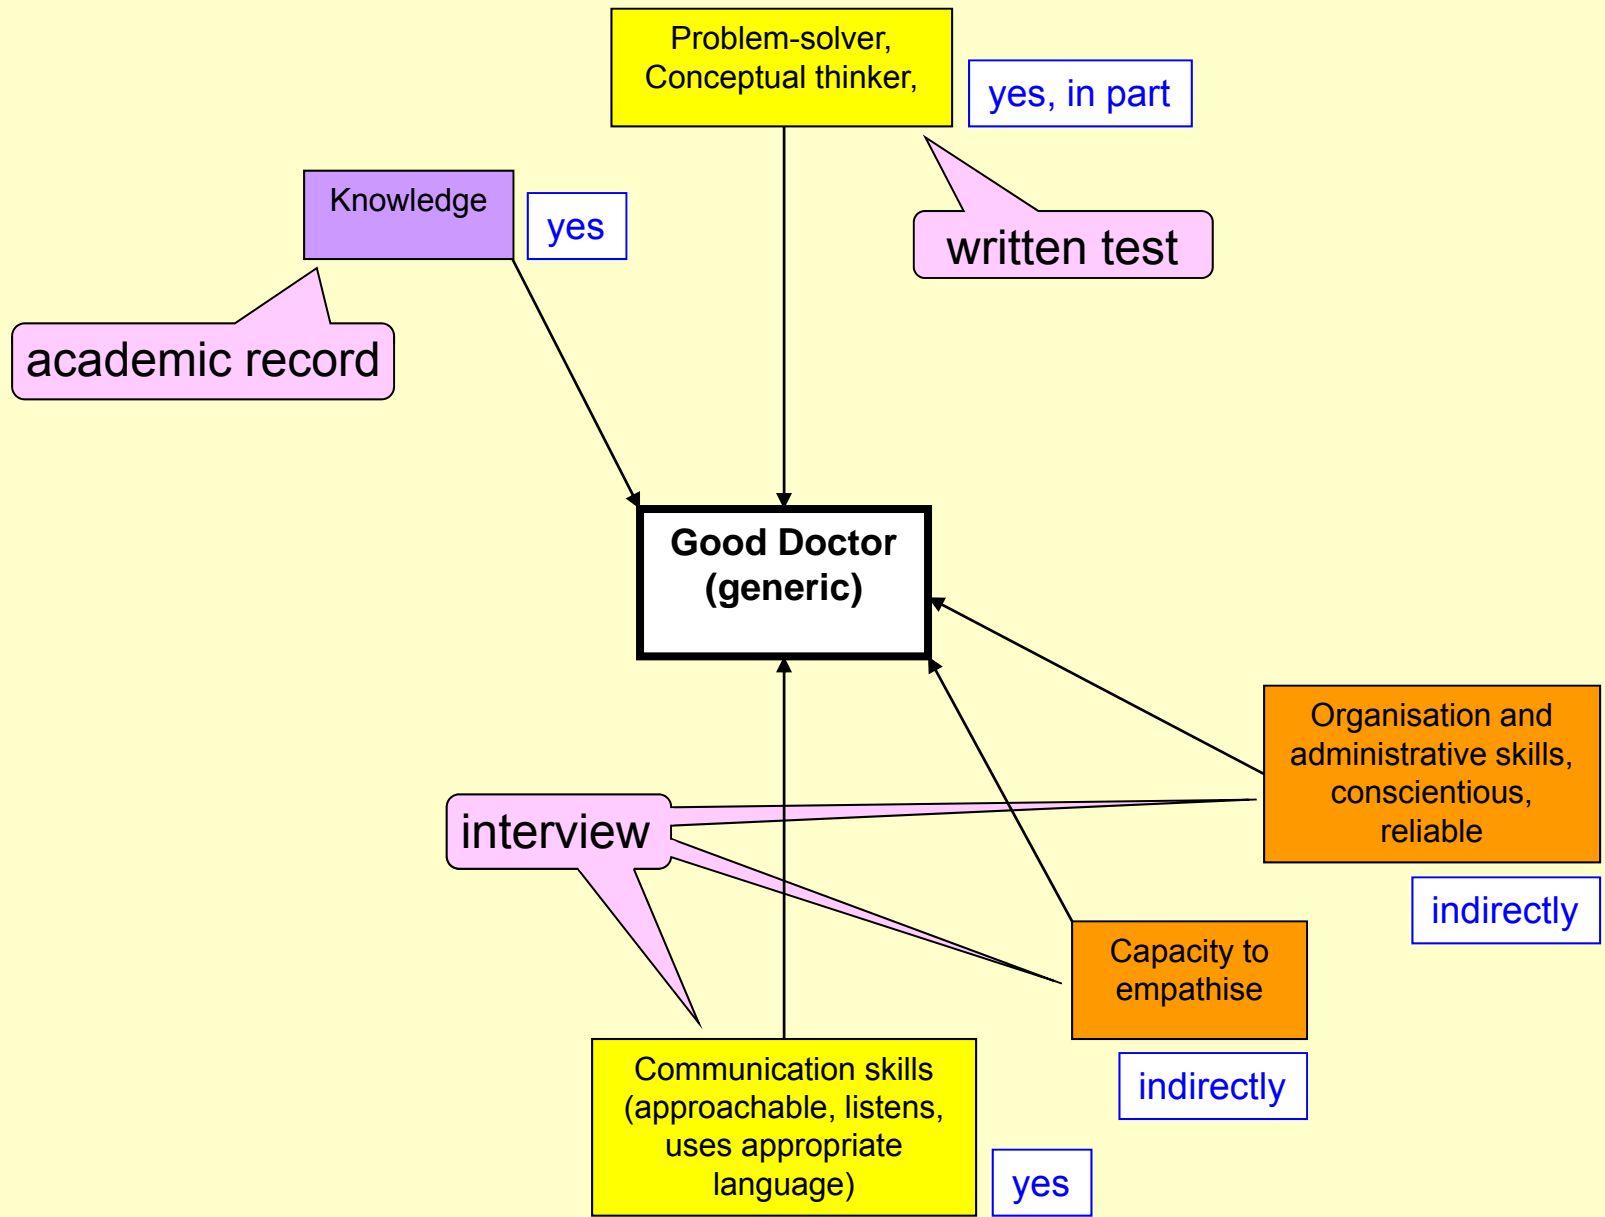 Problem-solver,
Conceptual thinker,
yes, in part
Knowledge
yes
written test
academic record
Good Doctor
(generic)
Organisation and
administrative skills,
conscientious,
reliable
interview
indirectly
Capacity to
empathise
indirectly
Communication skills
(approachable, listens,
uses appropriate
language)
yes